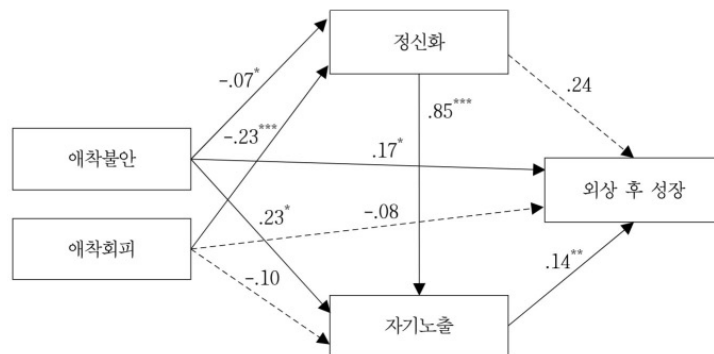 정신화
-.07*
.24
-.23***
.85***
애착불안
.17*
외상 후 성장
.23*
-.08
애착회피
-.10
.14**
자기노출